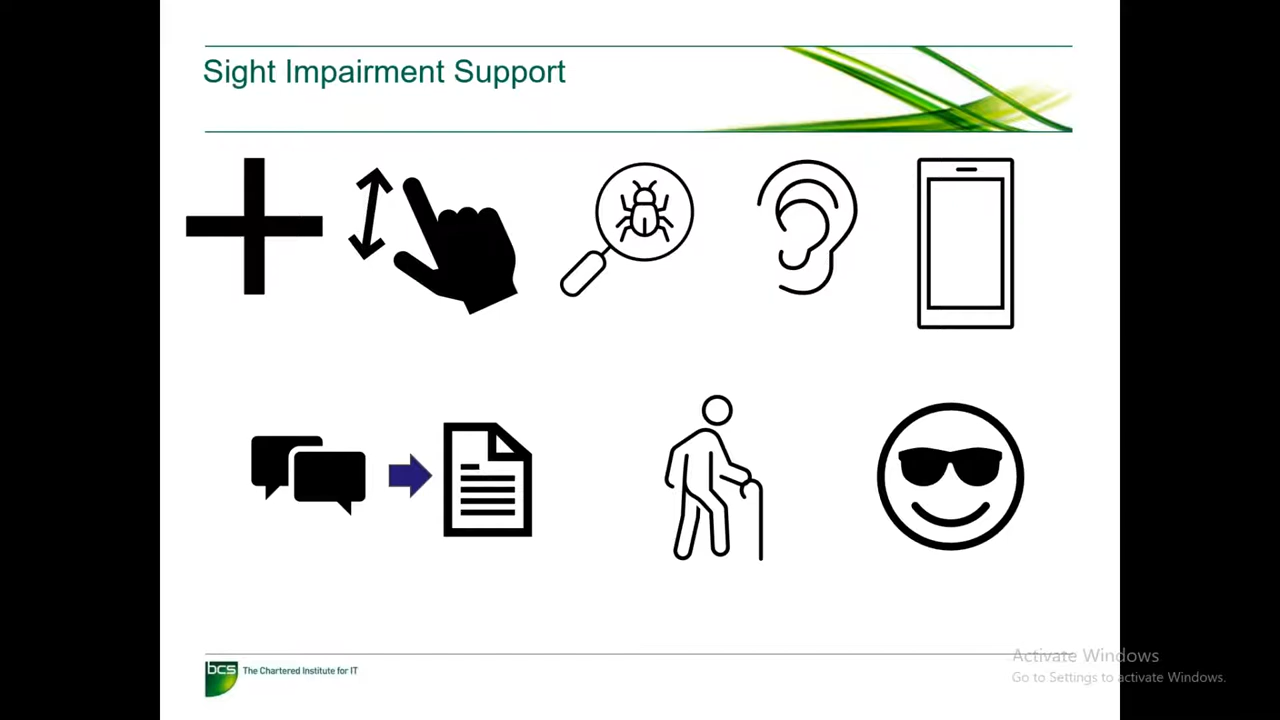 Sight Impairment Support
bcs
The Chartered Institute for IT
Activate Windows
Go to Settings to activate Windows.